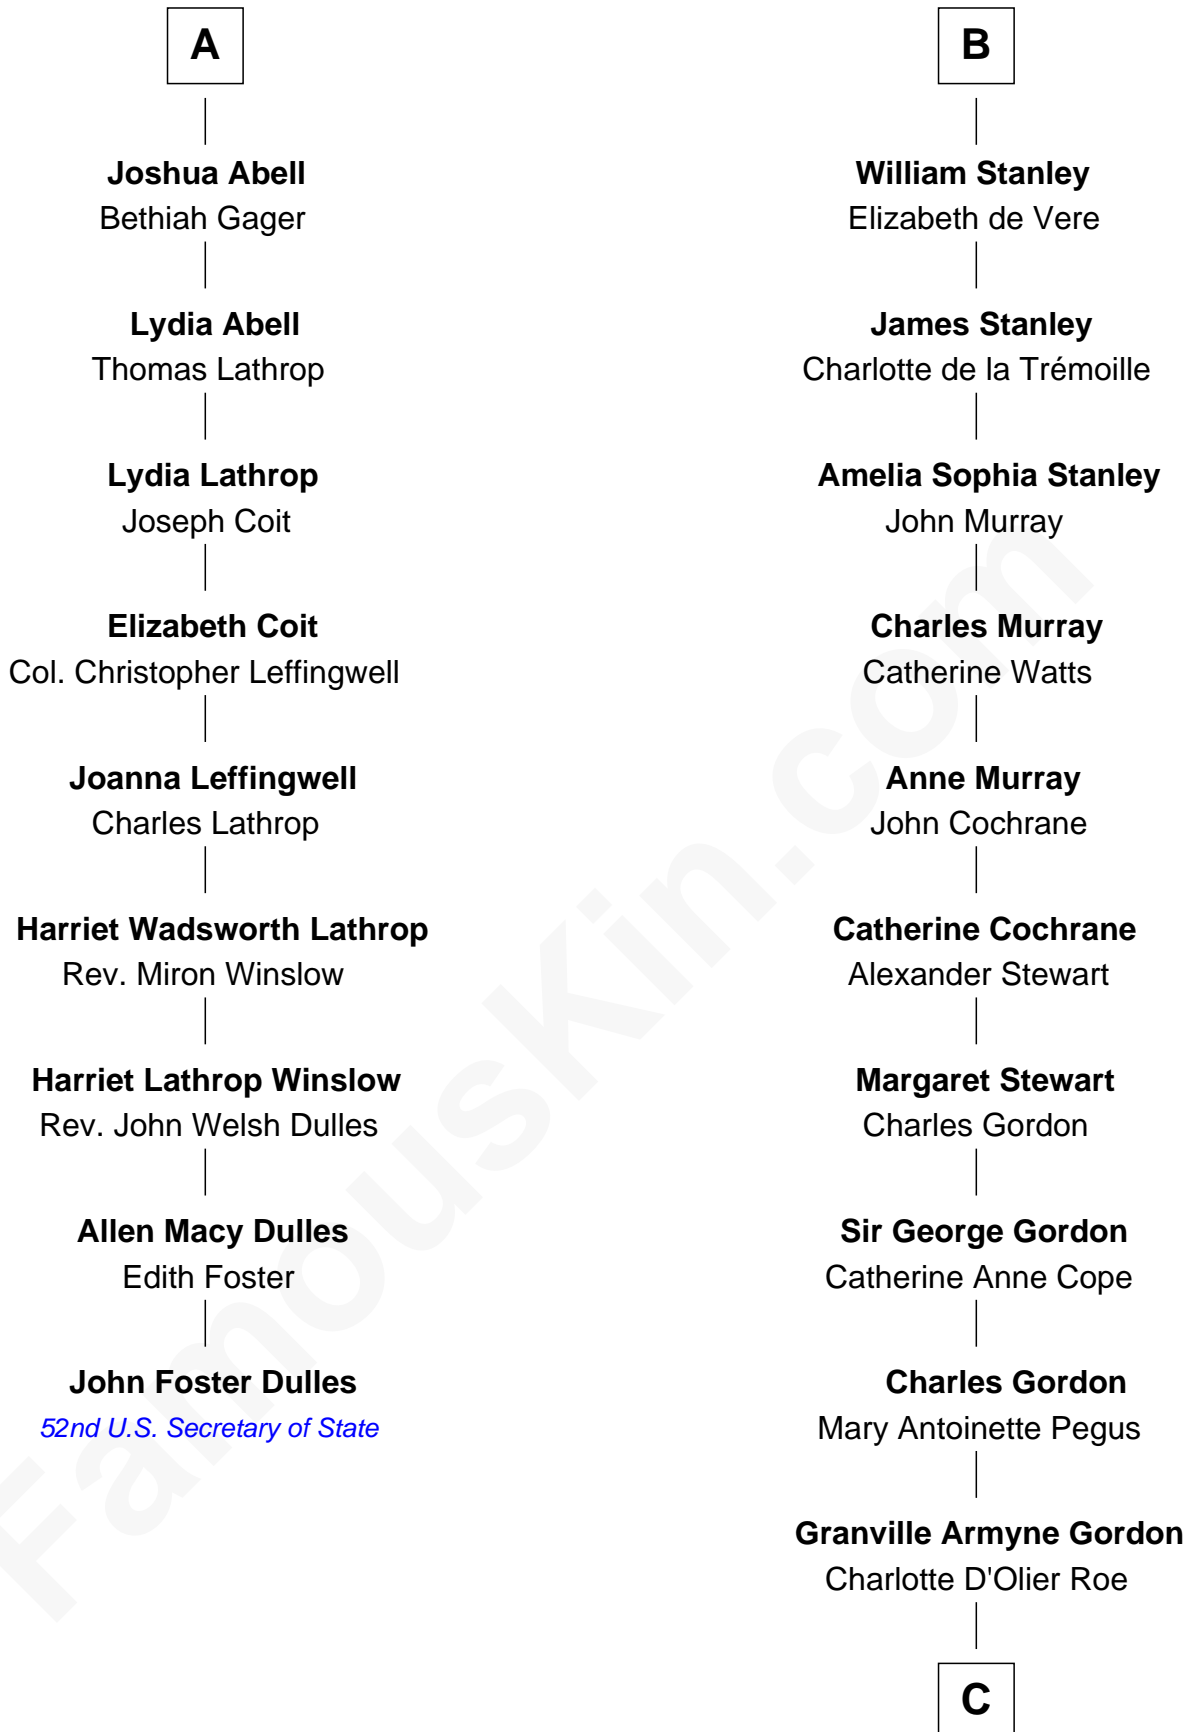 A
Joshua Abell
Bethiah Gager
Lydia Abell
Thomas Lathrop
Lydia Lathrop
Joseph Coit
Elizabeth Coit
Col. Christopher Leffingwell
Joanna Leffingwell
Charles Lathrop
Harriet Wadsworth Lathrop
Rev. Miron Winslow
Harriet Lathrop Winslow
Rev. John Welsh Dulles
Allen Macy Dulles
Edith Foster
John Foster Dulles
52nd U.S. Secretary of State
B
William Stanley
Elizabeth de Vere
James Stanley
Charlotte de la Trémoille
Amelia Sophia Stanley
John Murray
Charles Murray
Catherine Watts
Anne Murray
John Cochrane
Catherine Cochrane
Alexander Stewart
Margaret Stewart
Charles Gordon
Sir George Gordon
Catherine Anne Cope
Charles Gordon
Mary Antoinette Pegus
Granville Armyne Gordon
Charlotte D'Olier Roe
C
FamousKin.com